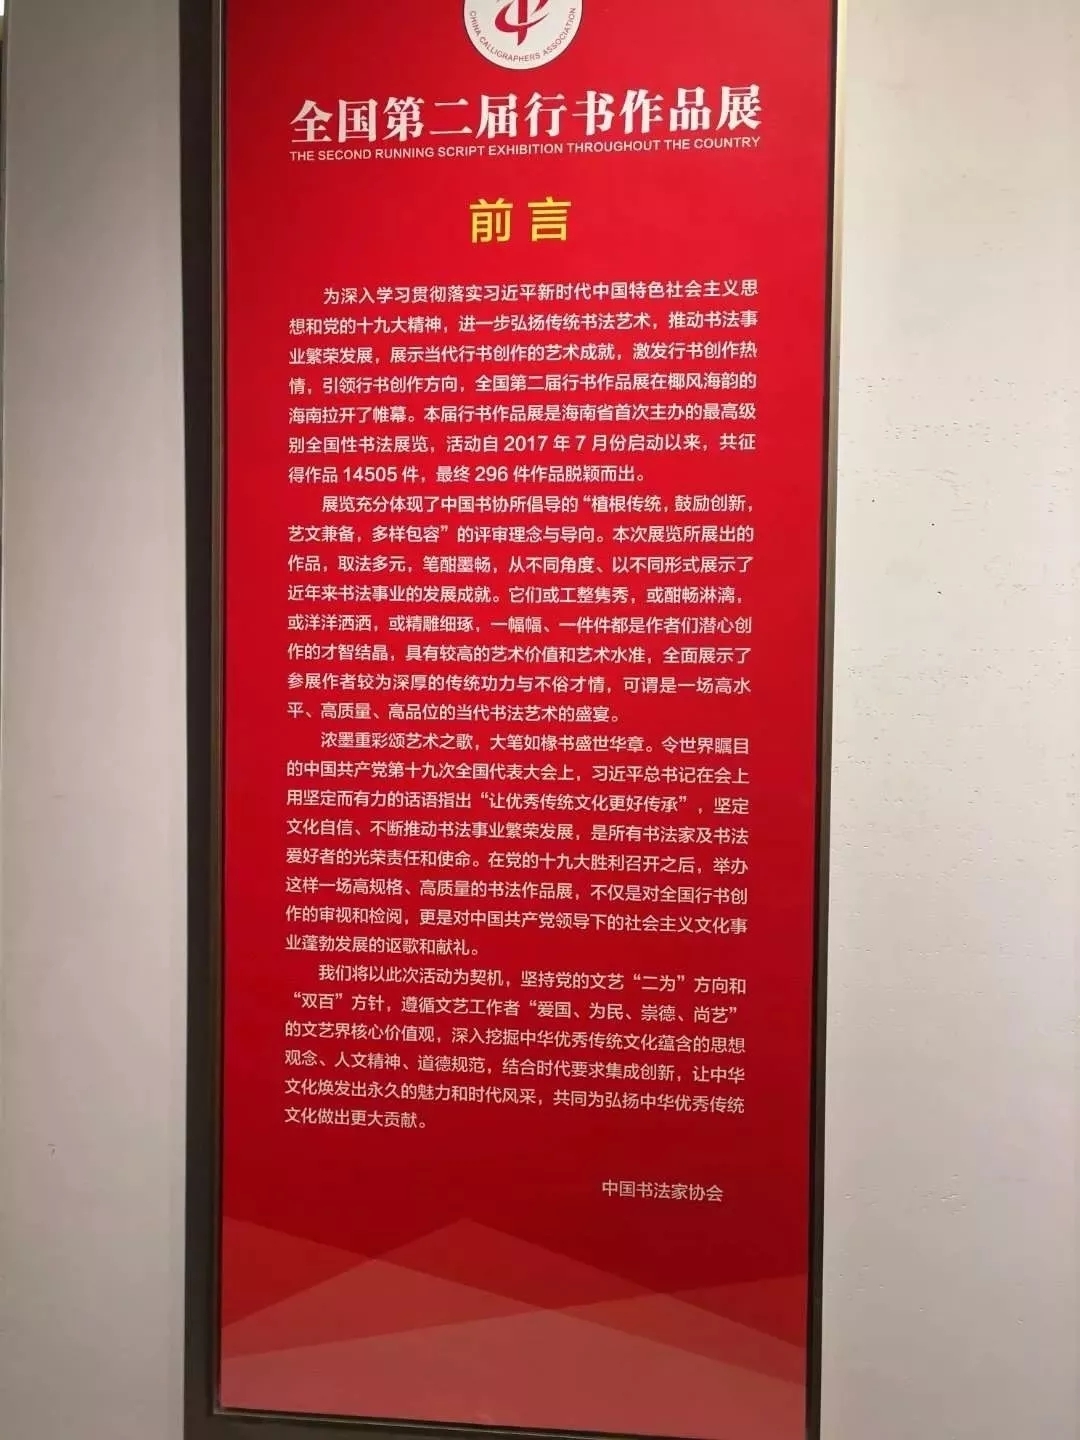 CHINA CALLIGRAPHERS ASSOCIATION
全国第二届行书作品展
THE SECOND RUNNING SCRIPT EXHIBITION THROUGHOUT THE COUNTRY
前言
为深入学习贯彻落实习近平新时代中国特色社会主义思
想和党的十九大精神，进一步弘扬传统书法艺术，推动书法事
业繁荣发展，展示当代行书创作的艺术成就，激发行书创作热
情，引领行书创作方向，全国第二届行书作品展在椰风海韵的
海南拉开了帷幕。本届行书作品展是海南省首次主办的最高级
别全国性书法展览，活动自 2017 年 7 月份启动以来，共征
得作品 14505 件，最终 296 件作品脱颖而出。
展览充分体现了中国书协所倡导的“植根传统，鼓励创新，
艺文兼备，多样包容”的评审理念与导向。本次展览所展出的
作品，取法多元，笔酣墨畅，从不同角度、以不同形式展示了
近年来书法事业的发展成就。它们或工整隽秀，或酣畅淋漓，
或洋洋洒洒，或精雕细琢，一幅幅、一件件都是作者们潜心创
作的才智结晶，具有较高的艺术价值和艺术水准，全面展示了
参展作者较为深厚的传统功力与不俗才情，可谓是一场高水
平、高质量、高品位的当代书法艺术的盛宴。
浓墨重彩颂艺术之歌，大笔如椽书盛世华章。令世界瞩目
的中国共产党第十九次全国代表大会上，习近平总书记在会上
用坚定而有力的话语指出“让优秀传统文化更好传承”，坚定
文化自信、不断推动书法事业繁荣发展，是所有书法家及书法
爱好者的光荣责任和使命。在党的十九大胜利召开之后，举办
这样一场高规格、高质量的书法作品展，不仅是对全国行书创
作的审视和检阅，更是对中国共产党领导下的社会主义文化事
业蓬勃发展的讴歌和献礼。
我们将以此次活动为契机，坚持党的文艺“二为”方向和
“双百”方针，遵循文艺工作者“爱国、为民、崇德、尚艺”
的文艺界核心价值观，深入挖掘中华优秀传统文化蕴含的思想
观念、人文精神、道德规范，结合时代要求集成创新，让中华
文化焕发出永久的魅力和时代风采，共同为弘扬中华优秀传统
文化做出更大贡献。
中国书法家协会